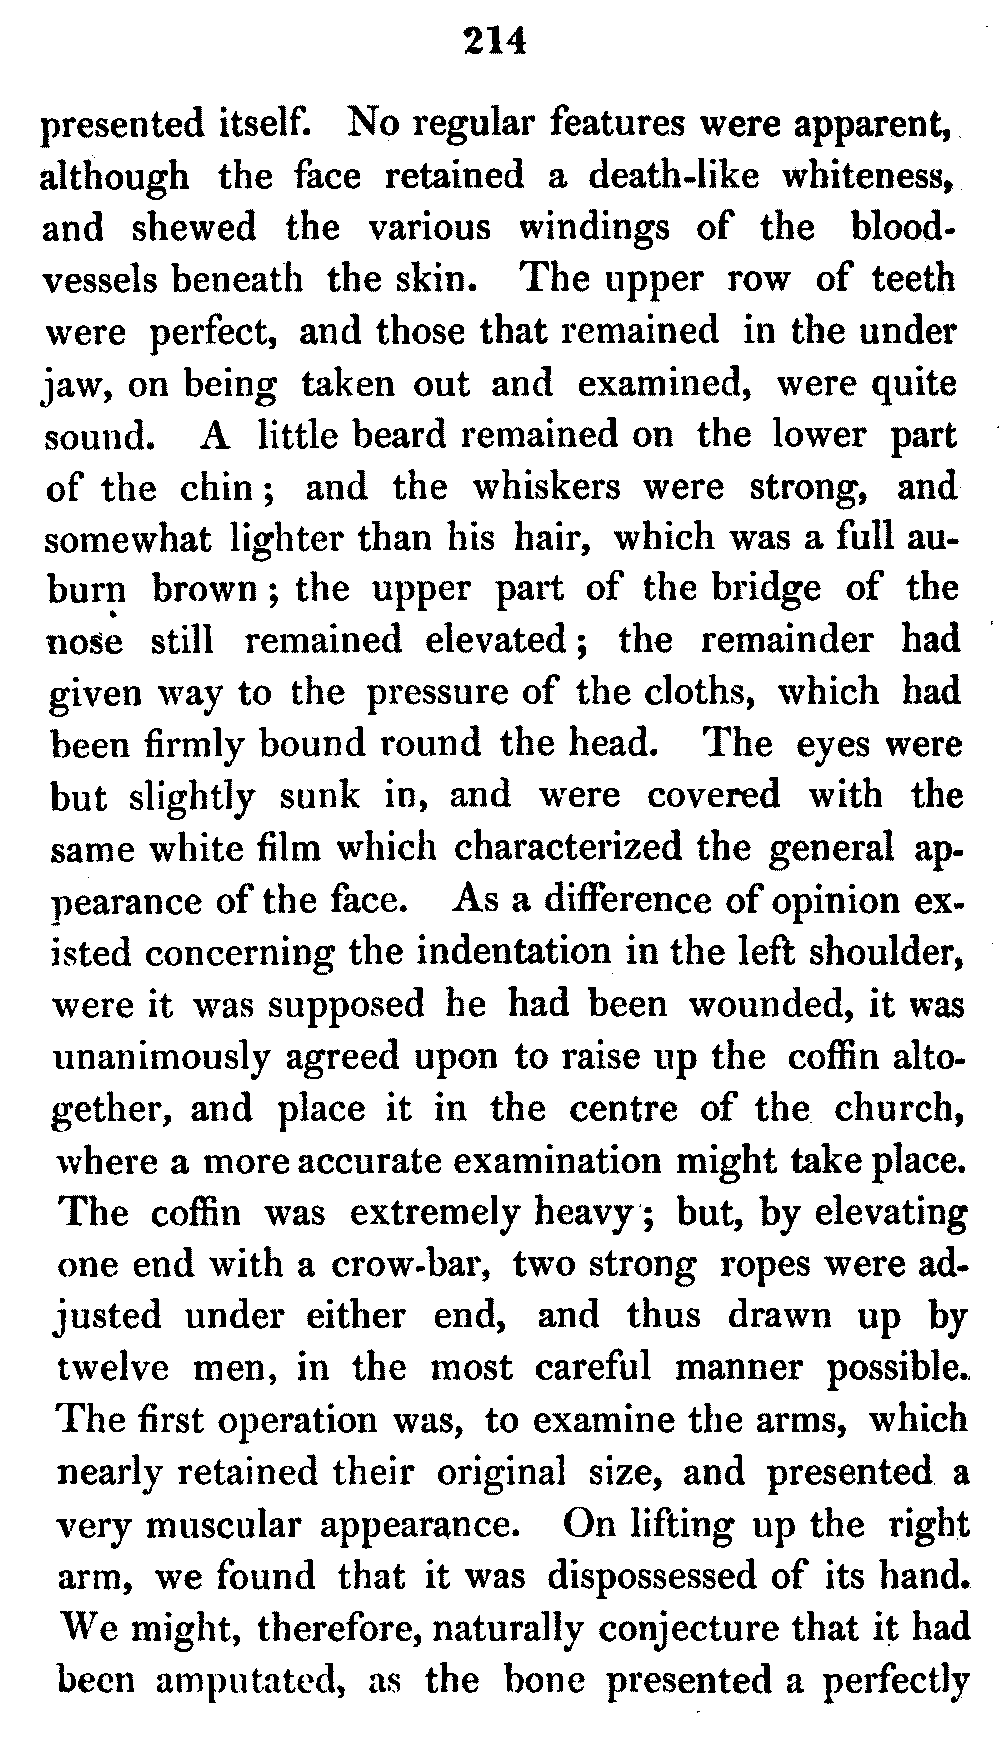 214
presented itself. No regular features were apparent,
although the face retained a death-like whiteness,
and shewed the various windings of the blood-
vessels beneath the skin. The upper row of teeth
were perfect, and those that remained in the under
jaw, on being taken out and examined, were quite
sound. A little beard remained on the lower part
of the chin; and the whiskers were strong, and
somewhat lighter than his hair, which was a full au-
burn brown; the upper part of the bridge of the
nose still remained elevated; the remainder had
given way to the pressure of the cloths, which had
been firmly bound round the head. The eyes were
but slightly sunk in, and were covered with the
same white film which characterized the general ap-
pearance of the face. As a difference of opinion ex-
isted concerning the indentation in the left shoulder,
were it was supposed he had been wounded, it was
unanimously agreed upon to raise up the coffin alto-
gether, and place it in the centre of the church,
where a more accurate examination might take place.
The coffin was extremely heavy; but, by elevating
one end with a crow-bar, two strong ropes were ad-
justed under either end, and thus drawn up by
twelve men, in the most careful manner possible.
The first operation was, to examine the arms, which
nearly retained their original size, and presented a
very muscular appearance. On lifting up the right
arm, we found that it was dispossessed of its hand.
We might, therefore, naturally conjecture that it had
been amputated, as the bone presented a perfectly